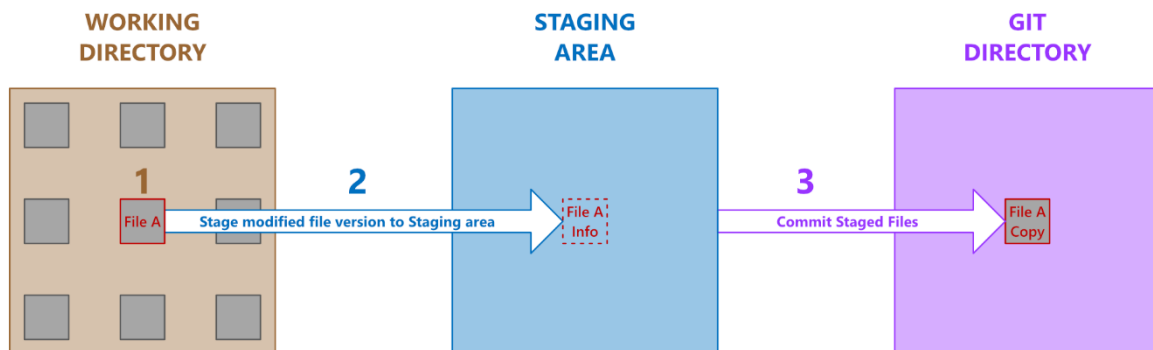 WORKING
DIRECTORY
STAGING
AREA
GIT
DIRECTORY
1
2
3
File A
Stage modified file version to Staging area
File A
Info
Commit Staged Files
File A
Copy